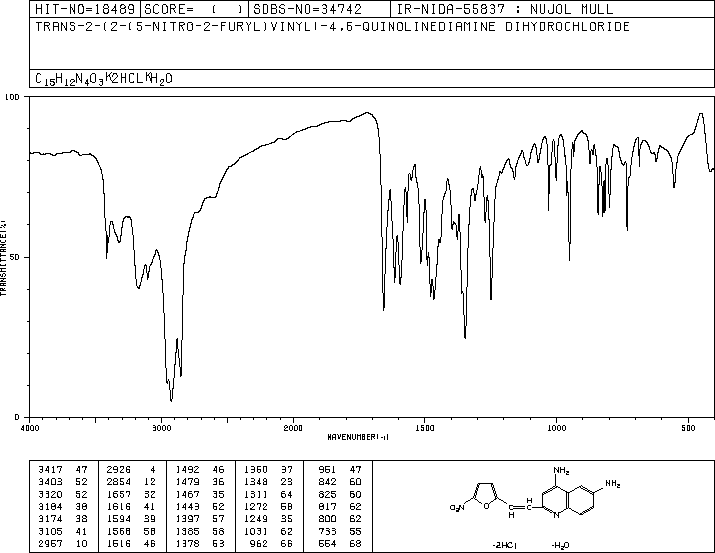 HIT-NO=18489 SCORE= ( ) SDBS-NO=34742 IR-NIDA-55837 : NUJOL MULL
TRANS-2-(2-(5-NITRO-2-FURYL)VINYL)-4,6-QUINOLINEDIAMINE DIHYDROCHLORIDE
C15H12N4O3K2HCLKH2O
100
50
0
TRANSMITTANCE(%)
4000 3000 2000 1500 1000 500
WAVENUMBER(-1)
3417 47 2926 4 1492 46 1360 37 951 47
3403 52 2854 12 1479 36 1348 23 842 60
3320 52 1657 32 1467 35 1311 64 825 60
3184 38 1616 41 1443 52 1272 58 817 62
3174 38 1594 39 1397 57 1249 35 800 62
3105 41 1568 58 1385 58 1031 62 733 55
2957 10 1516 46 1378 53 962 66 554 68
NH2
NH2
O2N O C=C N
H H
·2HCl ·H2O